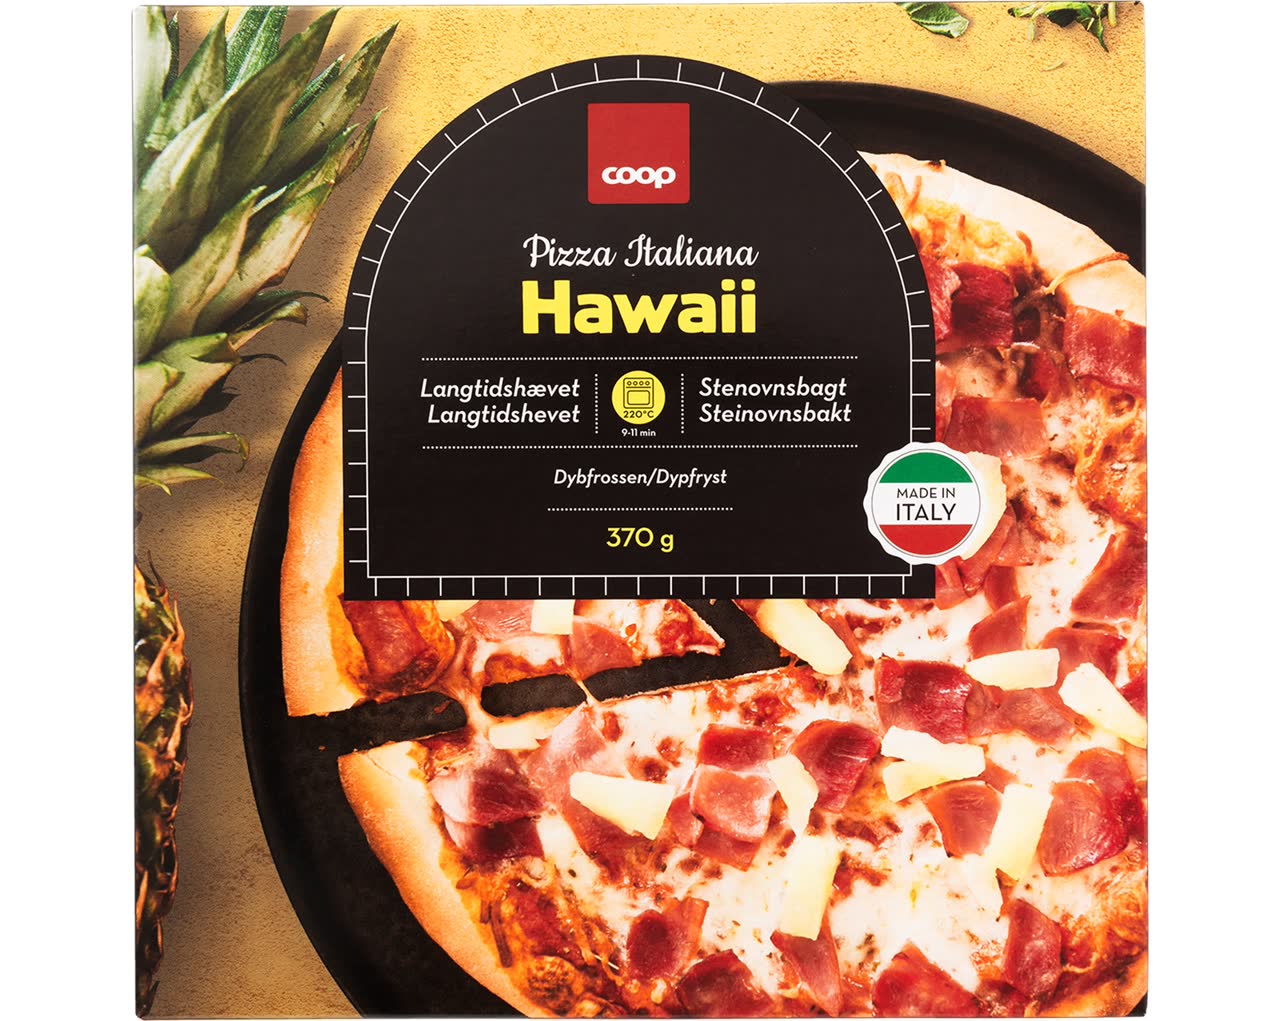 coop
Pizza Italiana
Hawaii
Langtidshævet
Langtidshevet
220°C
9-11 min
Stenovnsbagt
Steinovnsbakt
Dybfrossen/Dypfryst
370 g
MADE IN
ITALY